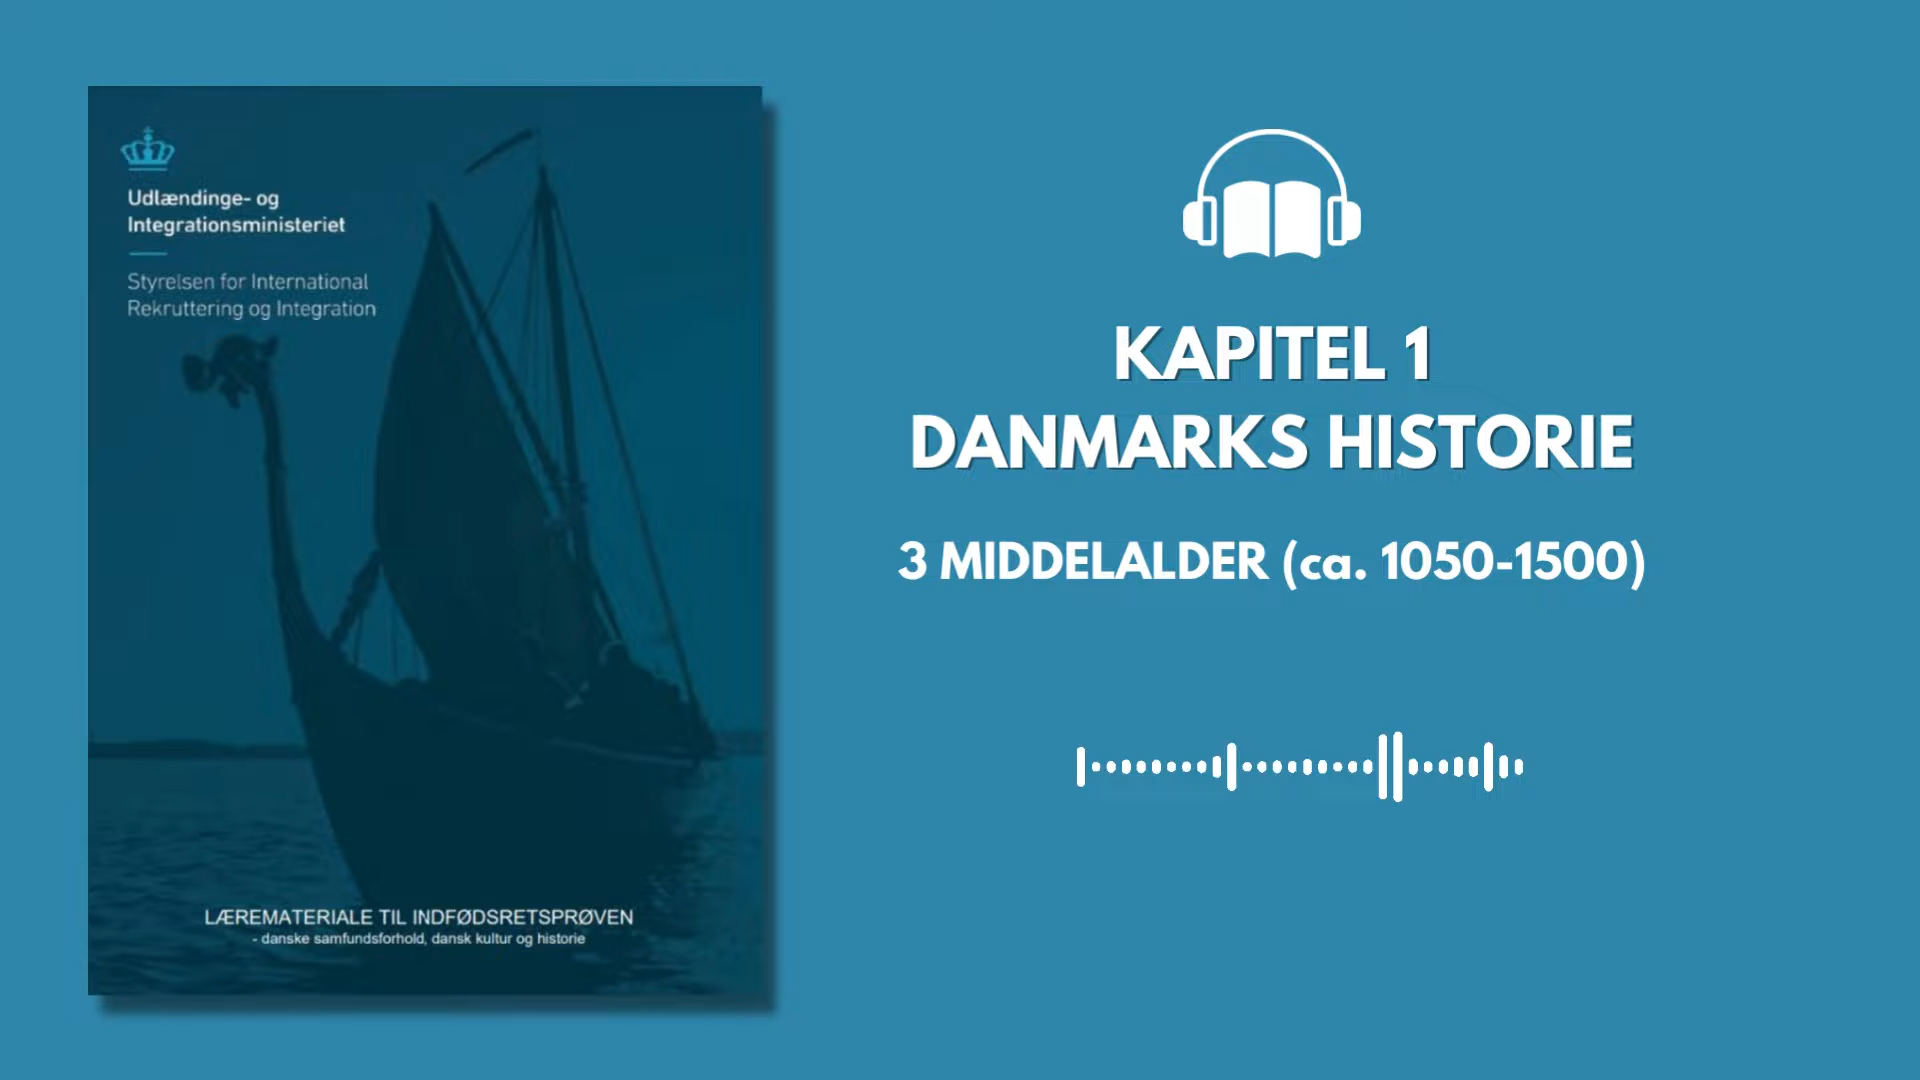 Udlændinge- og
Integrationsministeriet
Styrelsen for International
Rekruttering og Integration
LÆREMATERIALE TIL INDFØDSRETSPRØVEN
- danske samfundsforhold, dansk kultur og historie
KAPITEL 1
DANMARKS HISTORIE
3 MIDDELALDER (ca. 1050-1500)